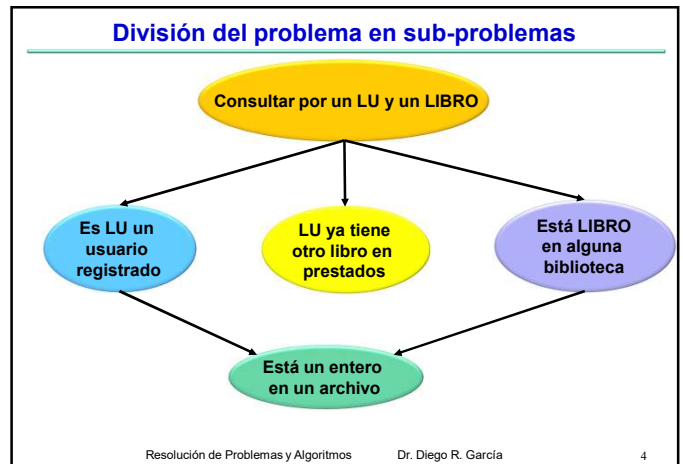 División del problema en sub-problemas
Consultar por un LU y un LIBRO
Es LU un
usuario
registrado
LU ya tiene
otro libro en
prestados
Está LIBRO
en alguna
biblioteca
Está un entero
en un archivo
Resolución de Problemas y Algoritmos Dr. Diego R. García 4